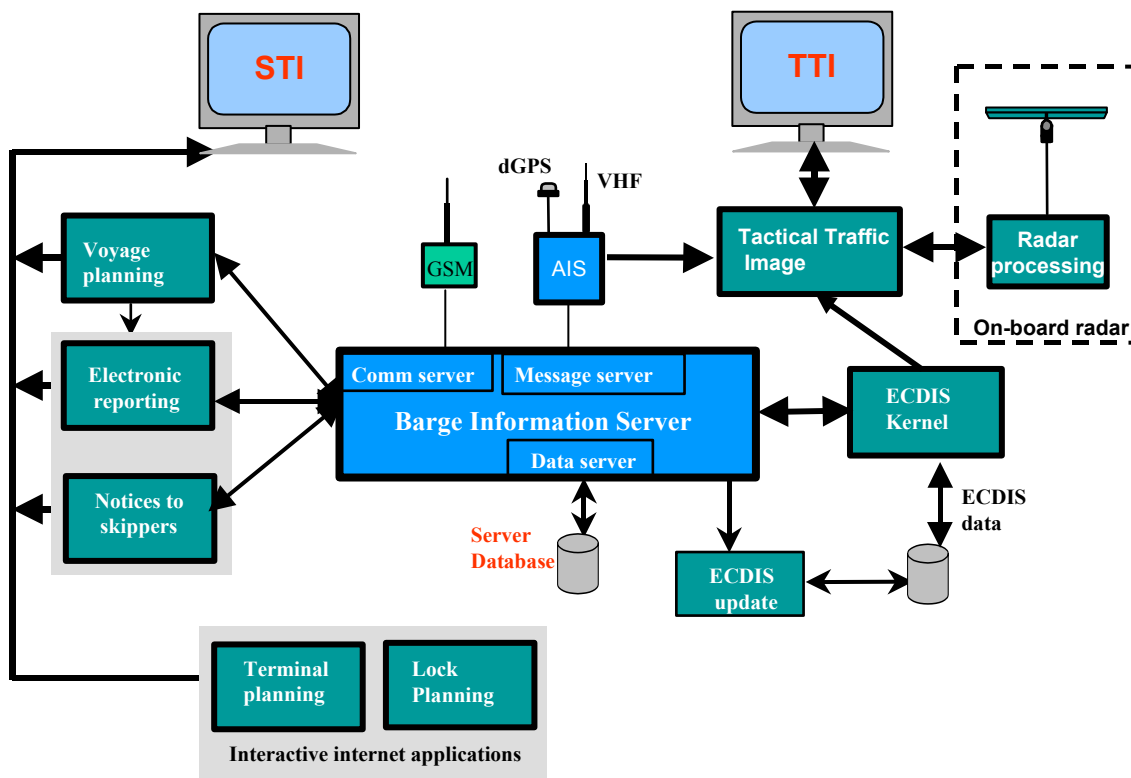 STI
TTI
dGPS
VHF
Voyage
planning
GSM
AIS
Tactical Traffic
Image
Radar
processing
On-board radar
Electronic
reporting
Comm server
Message server
Barge Information Server
Data server
ECDIS
Kernel
Notices to
skippers
Server
Database
ECDIS
data
ECDIS
update
Terminal
planning
Lock
Planning
Interactive internet applications